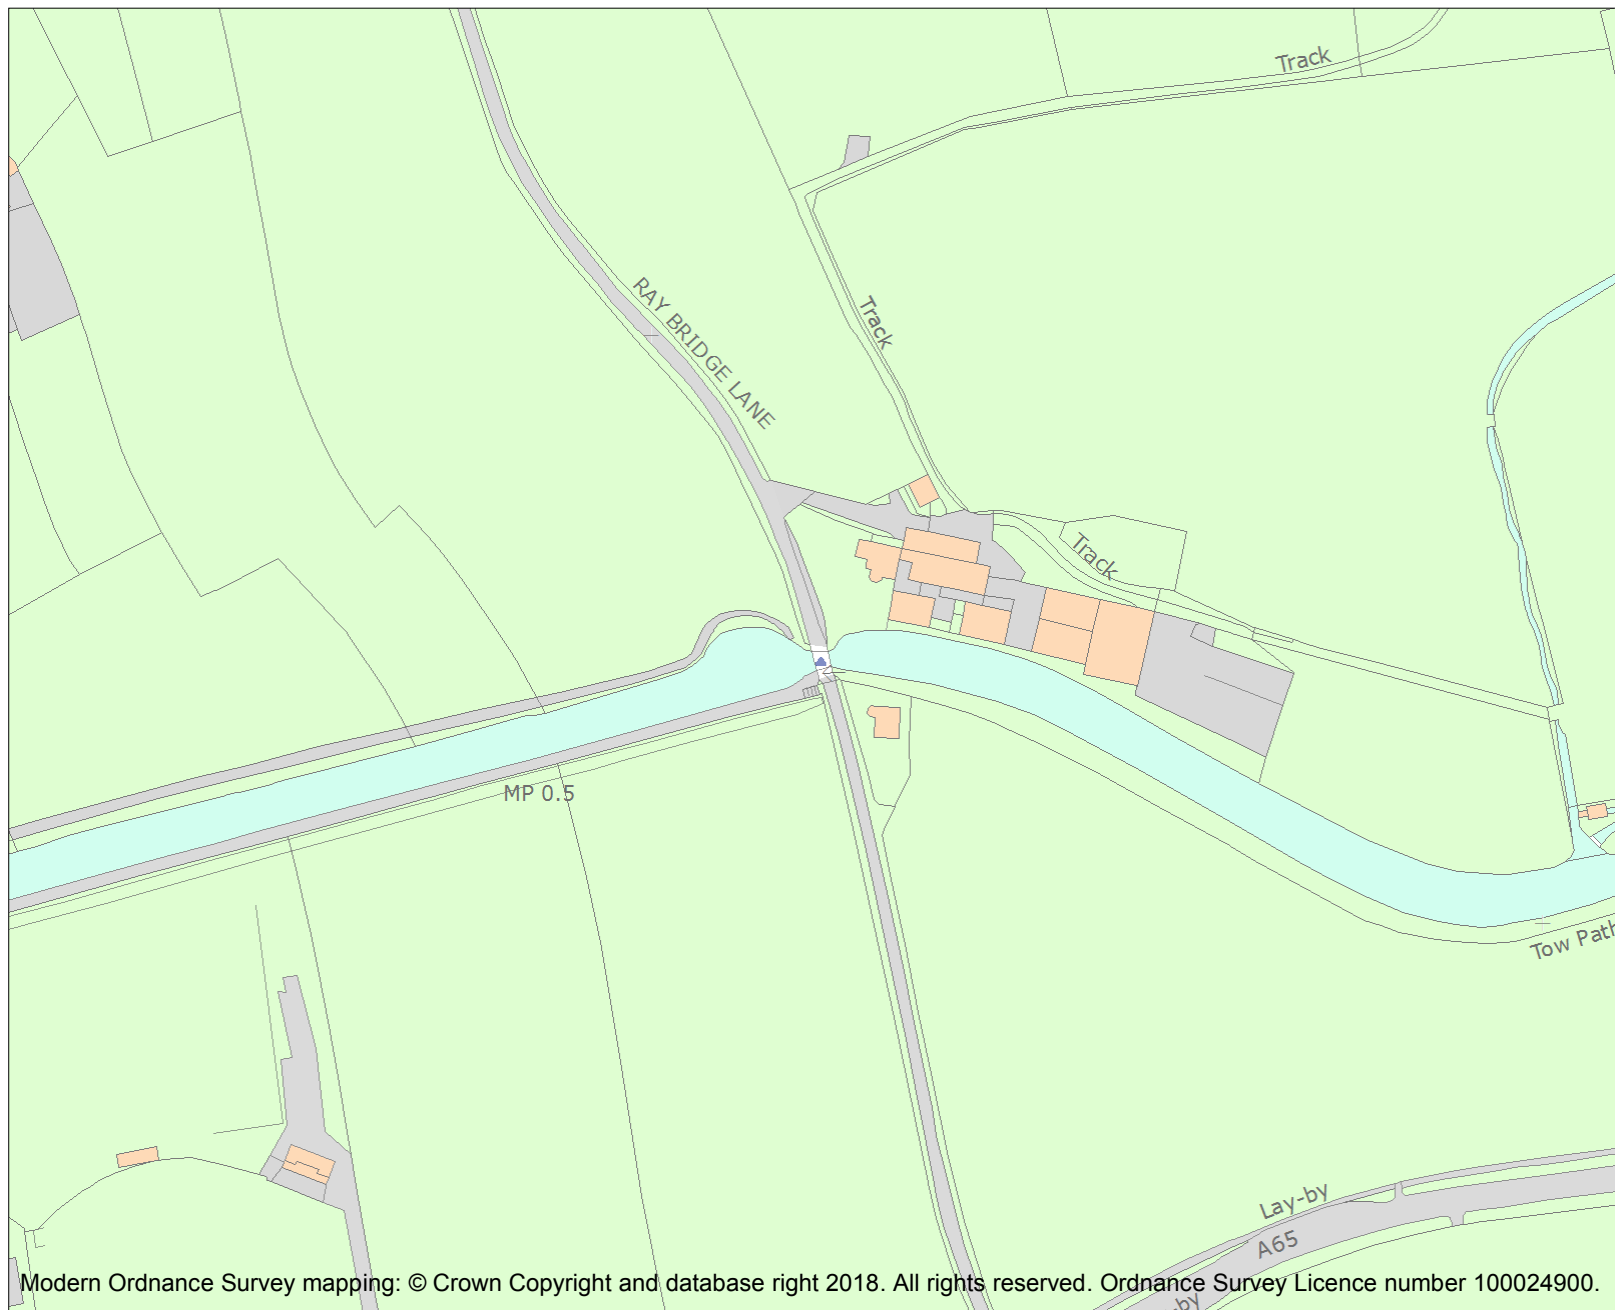 Track
RAY BRIDGE LANE
Track
Track
MP 0.5
Tow Path
Lay-by
A65
-by
Modern Ordnance Survey mapping: © Crown Copyright and database right 2018. All rights reserved. Ordnance Survey Licence number 100024900.